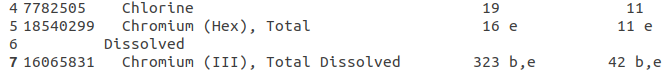 4 7782505 Chlorine 19 11
5 18540299 Chromium (Hex), Total 16 e 11 e
6 Dissolved
7 16065831 Chromium (III), Total Dissolved 323 b,e 42 b,e